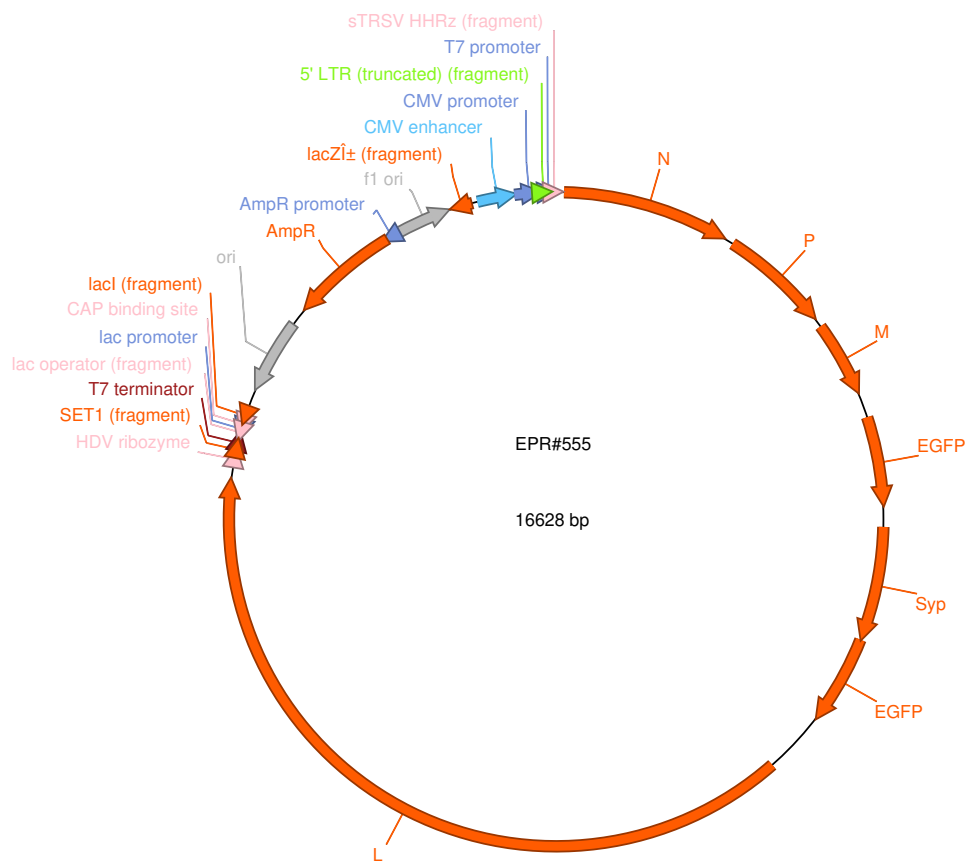 sTRSV HHRz (fragment)
T7 promoter
5' LTR (truncated) (fragment)
CMV promoter
CMV enhancer
lacZÎ± (fragment)
f1 ori
AmpR promoter
AmpR
ori
lacI (fragment)
CAP binding site
lac promoter
lac operator (fragment)
T7 terminator
SET1 (fragment)
HDV ribozyme
N
P
M
EGFP
Syp
EGFP
L
EPR#555
16628 bp